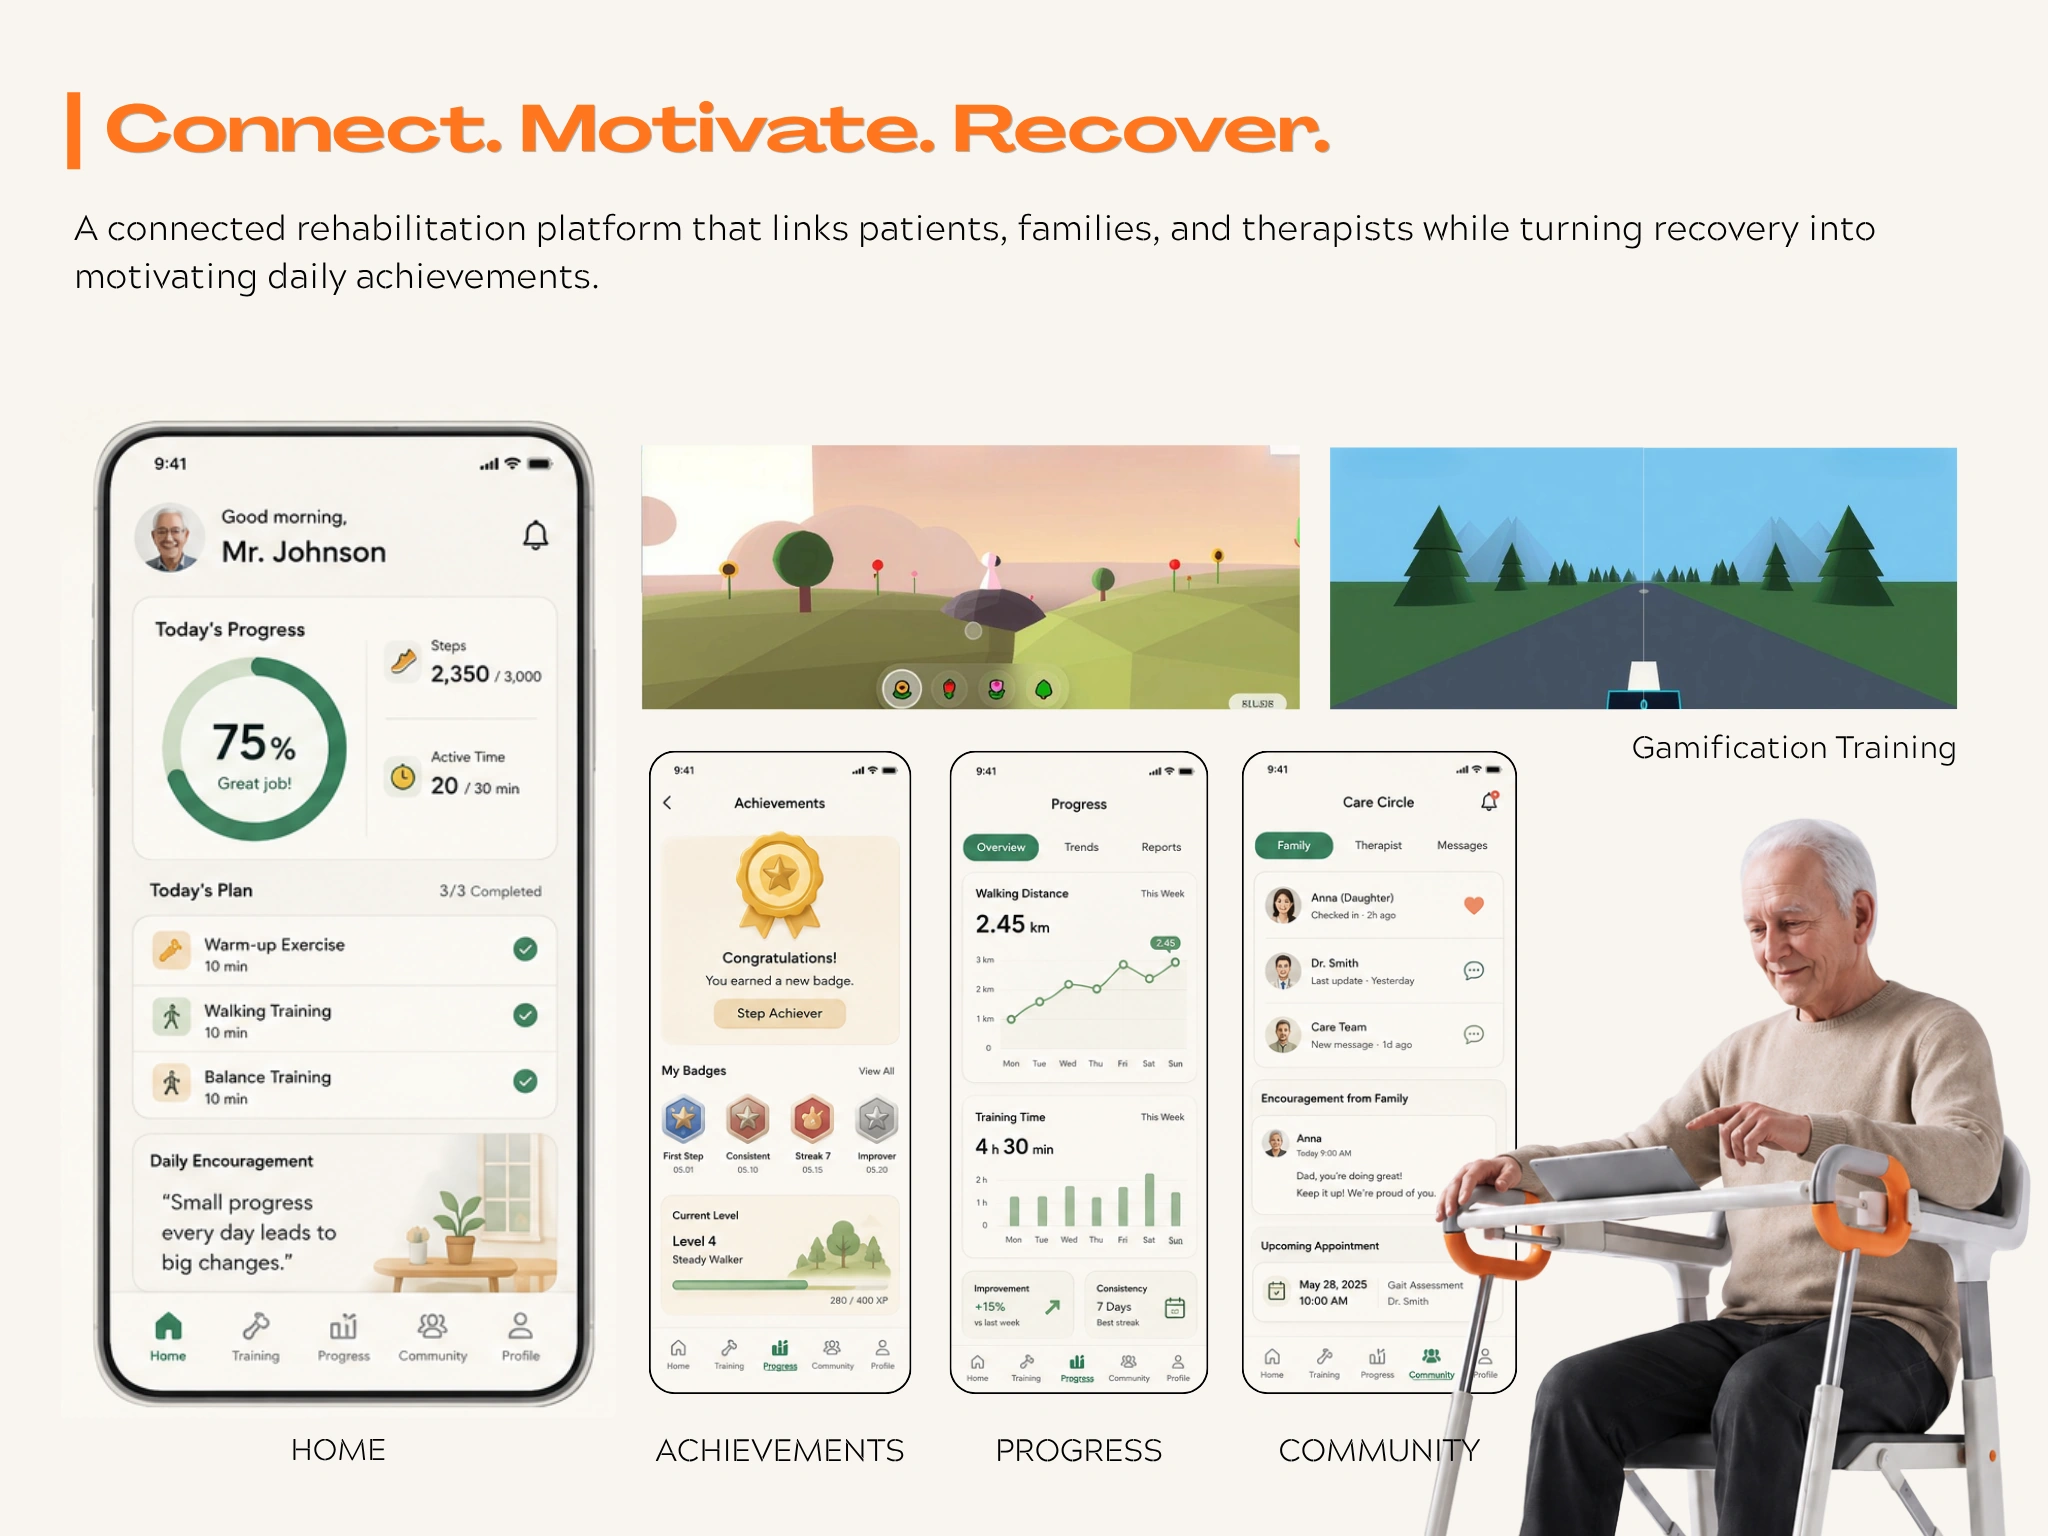 Connect. Motivate. Recover.
A connected rehabilitation platform that links patients, families, and therapists while turning recovery into
motivating daily achievements.
9:41
Good morning,
Mr. Johnson
Today's Progress
75%
Great job!
Steps
2,350 / 3,000
Active Time
20 / 30 min
Today's Plan
3/3 Completed
Warm-up Exercise
10 min
Walking Training
10 min
Balance Training
10 min
Daily Encouragement
“Small progress
every day leads to
big changes.”
Home
Training
Progress
Community
Profile
HOME
0
Gamification Training
9:41
Achievements
Congratulations!
You earned a new badge.
Step Achiever
My Badges
View All
First Step
05.01
Consistent
05.10
Streak 7
05.15
Improver
05.20
Current Level
Level 4
Steady Walker
280 / 400 XP
Home
Training
Progress
Community
Profile
ACHIEVEMENTS
9:41
Progress
Overview
Trends
Reports
Walking Distance
This Week
2.45 km
2.45
3 km
2 km
1 km
0
Mon Tue Wed Thu Fri Sat Sun
Training Time
This Week
4 h 30 min
2 h
1 h
0
Mon Tue Wed Thu Fri Sat Sun
Improvement
+15%
vs last week
Consistency
7 Days
Best streak
Home
Training
Progress
Community
Profile
PROGRESS
9:41
Care Circle
Family
Therapist
Messages
Anna (Daughter)
Checked in · 2h ago
Dr. Smith
Last update · Yesterday
Care Team
New message · 1d ago
Encouragement from Family
Anna
Today 9:00 AM
Dad, you're doing great!
Keep it up! We're proud of you.
Upcoming Appointment
May 28, 2025
10:00 AM
Gait Assessment
Dr. Smith
Home
Training
Progress
Community
Profile
COMMUNITY